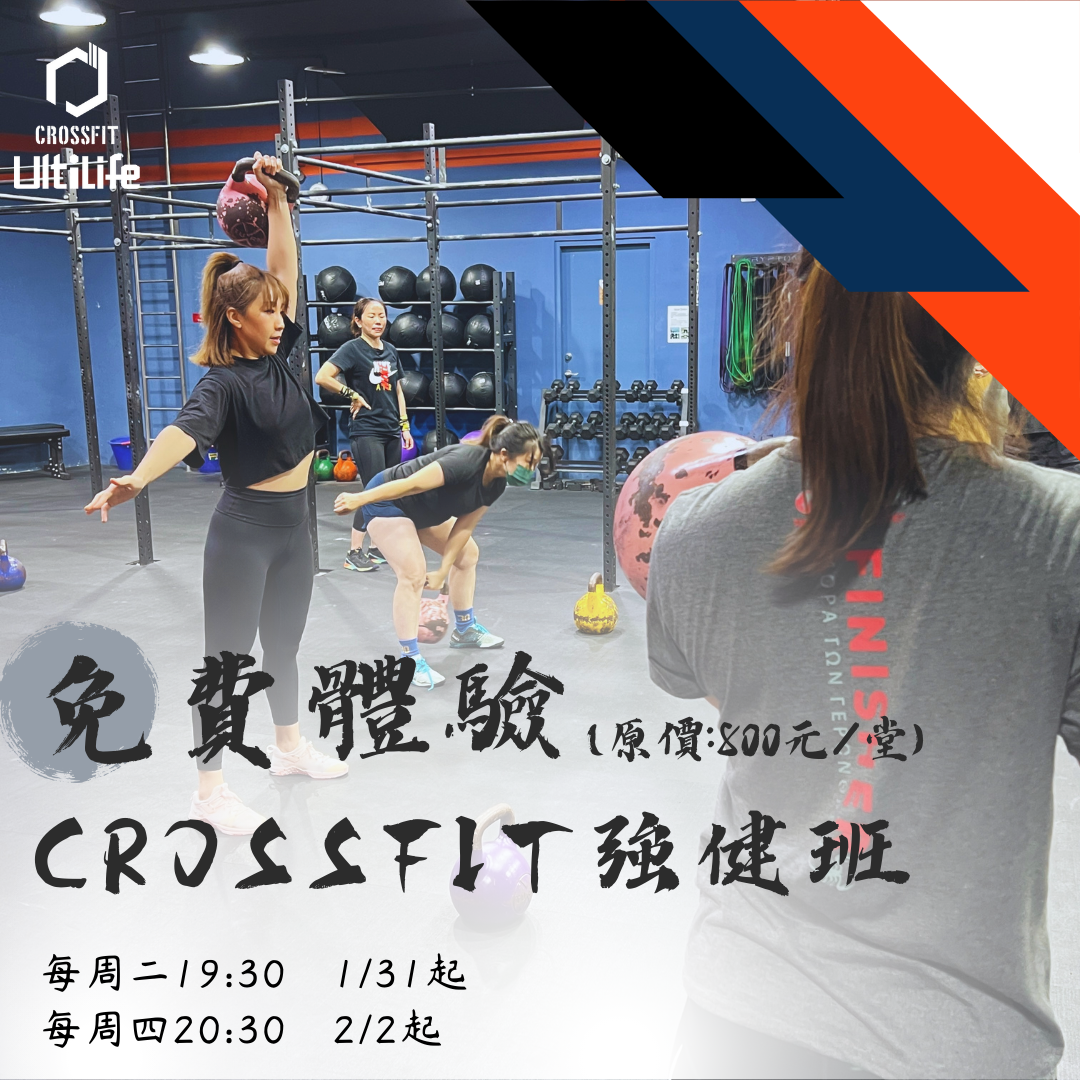 CROSSFIT
UltiLife
免費體驗(原價:800元/堂)
CROSSFIT強健班
每周二19:30 1/31起
每周四20:30 2/2起
FINISHER